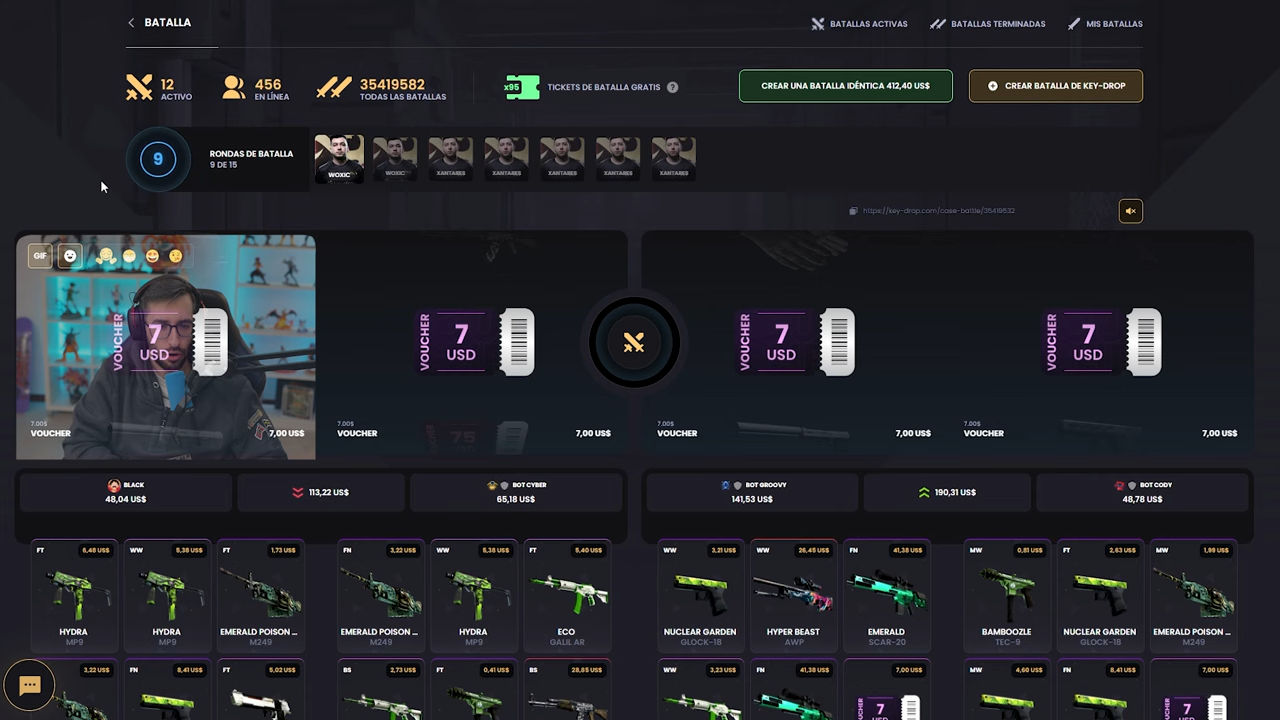 BATALLA
BATALLAS ACTIVAS
BATALLAS TERMINADAS
MIS BATALLAS
12
ACTIVO
456
EN LÍNEA
35419582
TODAS LAS BATALLAS
x95
TICKETS DE BATALLA GRATIS
?
CREAR UNA BATALLA IDÉNTICA 412,40 US$
CREAR BATALLA DE KEY-DROP
9
RONDAS DE BATALLA
9 DE 15
WOXIC
WOXIC
XANTARES
XANTARES
XANTARES
XANTARES
XANTARES
https://key-drop.com/case-battle/35419532
GIF
VOUCHER
7
USD
7.00$
VOUCHER
7,00 US$
VOUCHER
7
USD
75
7.00$
VOUCHER
7,00 US$
VOUCHER
7
USD
7.00$
VOUCHER
7,00 US$
VOUCHER
7
USD
7.00$
VOUCHER
7,00 US$
BLACK
48,04 US$
113,22 US$
BOT CYBER
65,18 US$
BOT GROOVY
141,53 US$
190,31 US$
BOT CODY
48,78 US$
FT
6,48 US$
HYDRA
MP9
WW
5,38 US$
HYDRA
MP9
FT
1,73 US$
EMERALD POISON ...
M249
FN
3,22 US$
EMERALD POISON ...
M249
WW
5,38 US$
HYDRA
MP9
FT
5,40 US$
ECO
GALIL AR
WW
3,21 US$
NUCLEAR GARDEN
GLOCK-18
WW
26,45 US$
HYPER BEAST
AWP
FN
41,38 US$
EMERALD
SCAR-20
MW
0,81 US$
BAMBOOZLE
TEC-9
FT
2,63 US$
NUCLEAR GARDEN
GLOCK-18
MW
1,99 US$
EMERALD POISON ...
M249
3,22 US$
FN
8,41 US$
FT
5,02 US$
BS
2,73 US$
FT
0,41 US$
BS
28,85 US$
WW
3,23 US$
FN
41,38 US$
7,00 US$
7
MW
4,60 US$
FN
8,41 US$
7,00 US$
7